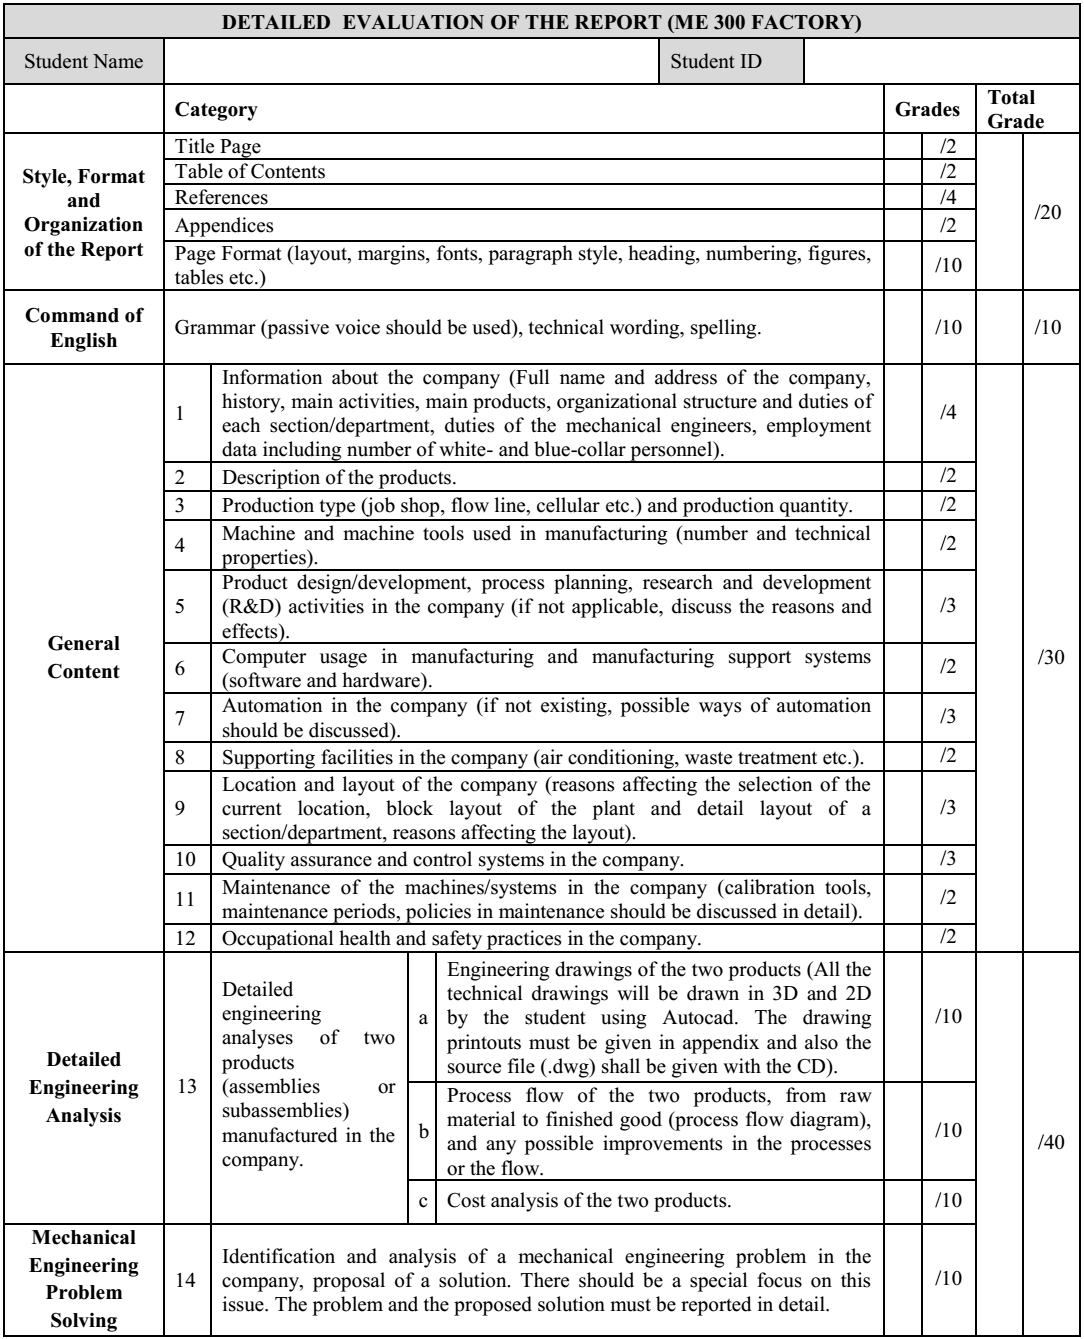 DETAILED EVALUATION OF THE REPORT (ME 300 FACTORY)
Student Name
Student ID
Category
Grades
Total
Grade
Style, Format
and
Organization
of the Report
Title Page
/2
Table of Contents
/2
References
/4
Appendices
/2
Page Format (layout, margins, fonts, paragraph style, heading, numbering, figures,
tables etc.)
/10
/20
Command of
English
Grammar (passive voice should be used), technical wording, spelling.
/10
/10
General
Content
1
Information about the company (Full name and address of the company,
history, main activities, main products, organizational structure and duties of
each section/department, duties of the mechanical engineers, employment
data including number of white- and blue-collar personnel).
/4
2
Description of the products.
/2
3
Production type (job shop, flow line, cellular etc.) and production quantity.
/2
4
Machine and machine tools used in manufacturing (number and technical
properties).
/2
5
Product design/development, process planning, research and development
(R&D) activities in the company (if not applicable, discuss the reasons and
effects).
/3
6
Computer usage in manufacturing and manufacturing support systems
(software and hardware).
/2
7
Automation in the company (if not existing, possible ways of automation
should be discussed).
/3
8
Supporting facilities in the company (air conditioning, waste treatment etc.).
/2
9
Location and layout of the company (reasons affecting the selection of the
current location, block layout of the plant and detail layout of a
section/department, reasons affecting the layout).
/3
10
Quality assurance and control systems in the company.
/3
11
Maintenance of the machines/systems in the company (calibration tools,
maintenance periods, policies in maintenance should be discussed in detail).
/2
12
Occupational health and safety practices in the company.
/2
/30
Detailed
Engineering
Analysis
13
Detailed
engineering
analyses of two
products
(assemblies or
subassemblies)
manufactured in the
company.
a
Engineering drawings of the two products (All the
technical drawings will be drawn in 3D and 2D
by the student using Autocad. The drawing
printouts must be given in appendix and also the
source file (.dwg) shall be given with the CD).
/10
b
Process flow of the two products, from raw
material to finished good (process flow diagram),
and any possible improvements in the processes
or the flow.
/10
c
Cost analysis of the two products.
/10
/40
Mechanical
Engineering
Problem
Solving
14
Identification and analysis of a mechanical engineering problem in the
company, proposal of a solution. There should be a special focus on this
issue. The problem and the proposed solution must be reported in detail.
/10